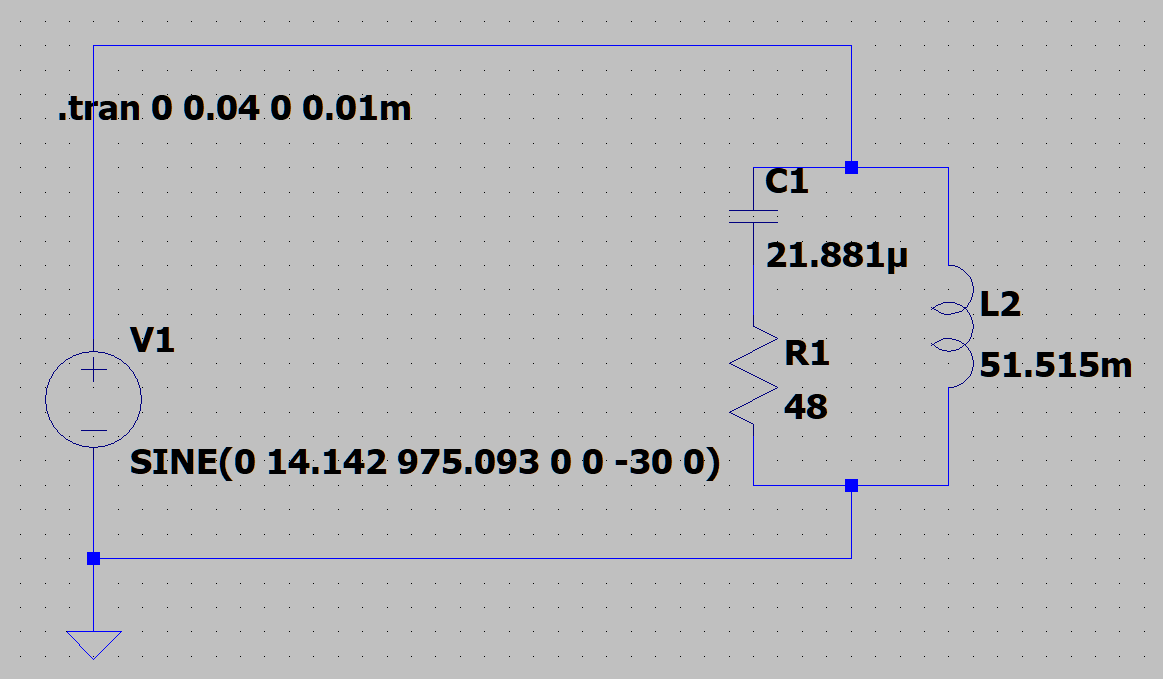 .tran 0 0.04 0 0.01m
C1
21.881µ
L2
V1
R1
51.515m
48
SINE(0 14.142 975.093 0 0 -30 0)